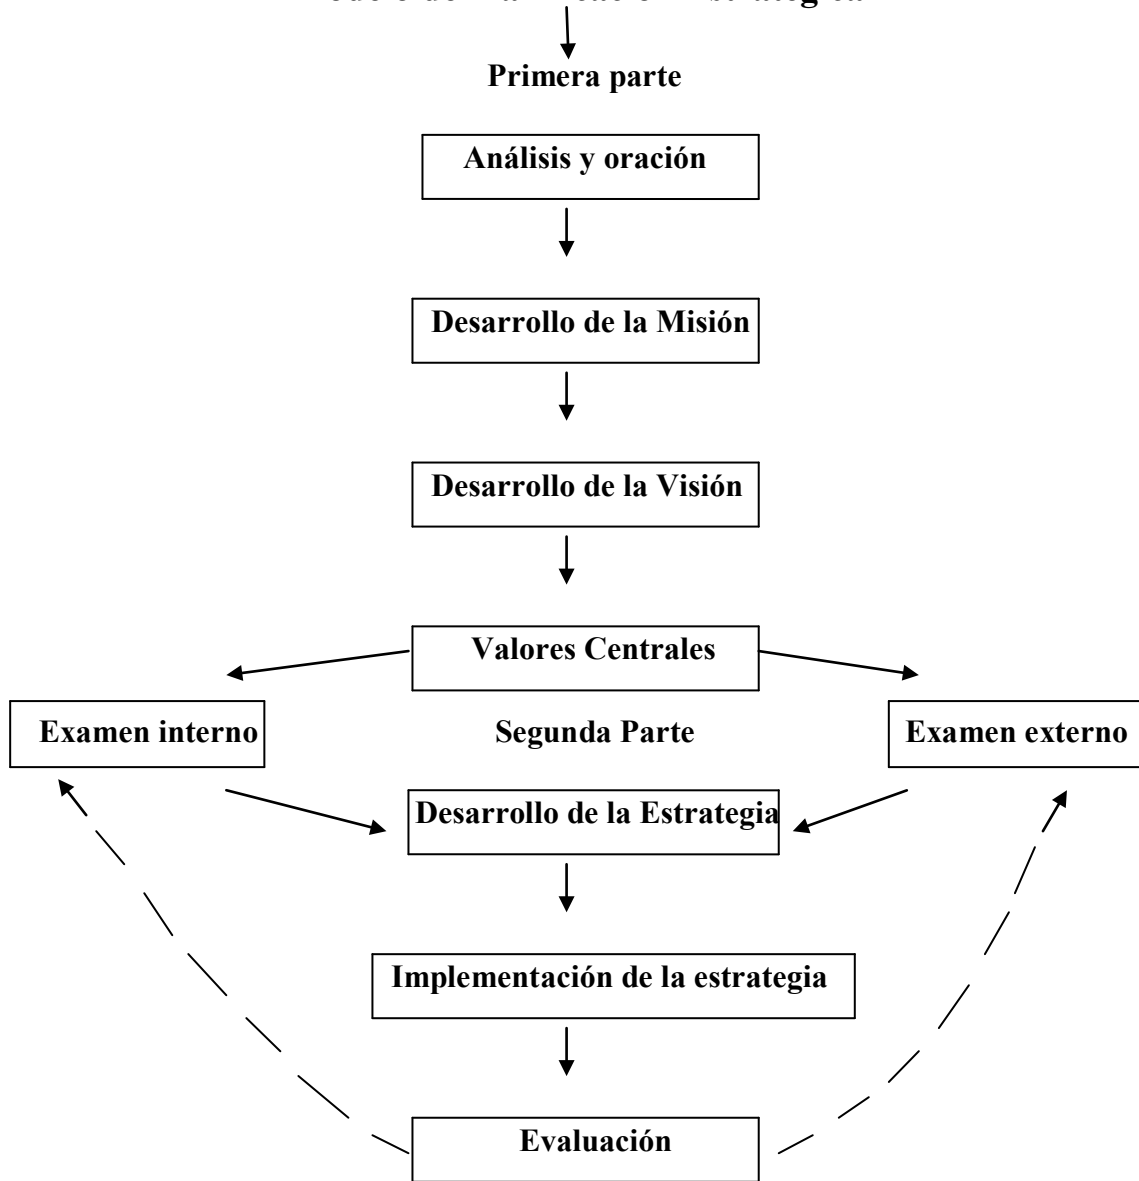 Primera parte
Análisis y oración
Desarrollo de la Misión
Desarrollo de la Visión
Valores Centrales
Examen interno
Segunda Parte
Examen externo
Desarrollo de la Estrategia
Implementación de la estrategia
Evaluación